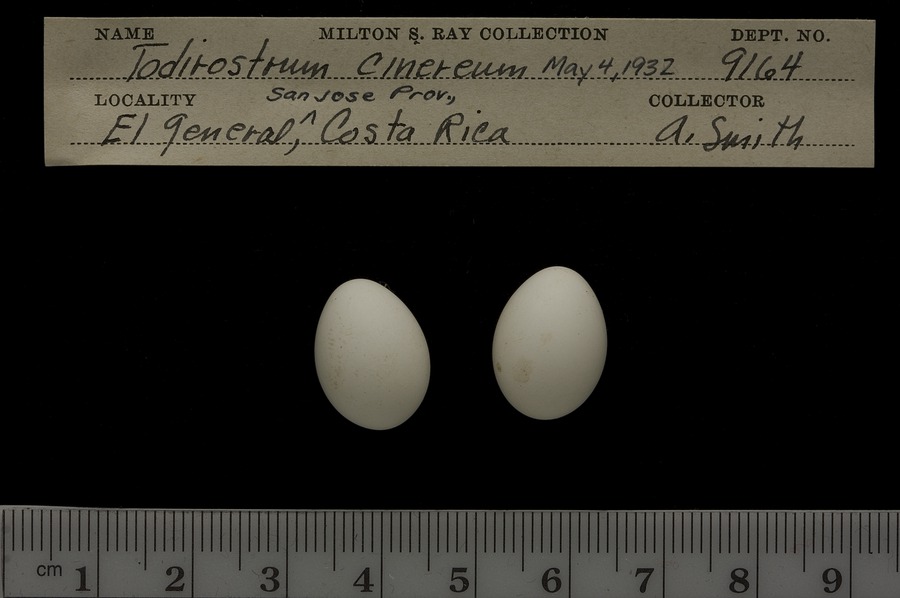 NAME MILTON S. RAY COLLECTION DEPT. NO.
Todirostrum Cinereum May 4, 1932 9164
LOCALITY San Jose Prov., COLLECTOR
El General, ^ Costa Rica A. Smith
cm 1 2 3 4 5 6 7 8 9